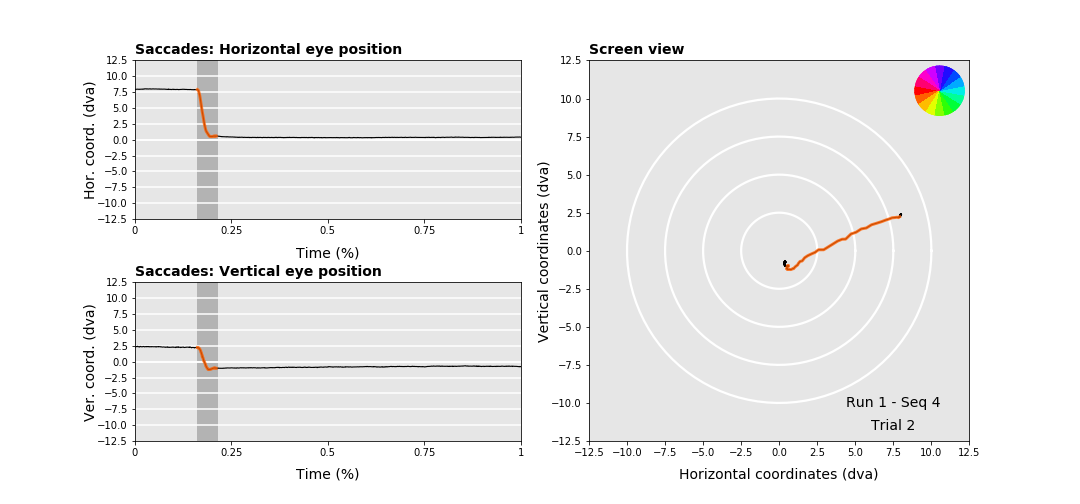 Saccades: Horizontal eye position
Hor. coord. (dva)
12.5
10.0
7.5
5.0
2.5
0.0
−2.5
−5.0
−7.5
−10.0
−12.5
0 0.25 0.5 0.75 1
Time (%)
Saccades: Vertical eye position
Ver. coord. (dva)
12.5
10.0
7.5
5.0
2.5
0.0
−2.5
−5.0
−7.5
−10.0
−12.5
0 0.25 0.5 0.75 1
Time (%)
Screen view
Vertical coordinates (dva)
12.5
10.0
7.5
5.0
2.5
0.0
−2.5
−5.0
−7.5
−10.0
−12.5
Run 1 - Seq 4
Trial 2
−12.5 −10.0 −7.5 −5.0 −2.5 0.0 2.5 5.0 7.5 10.0 12.5
Horizontal coordinates (dva)